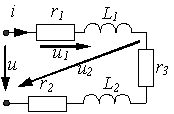 i r₁ L₁
u₁
u u₂ r₃
r₂ L₂